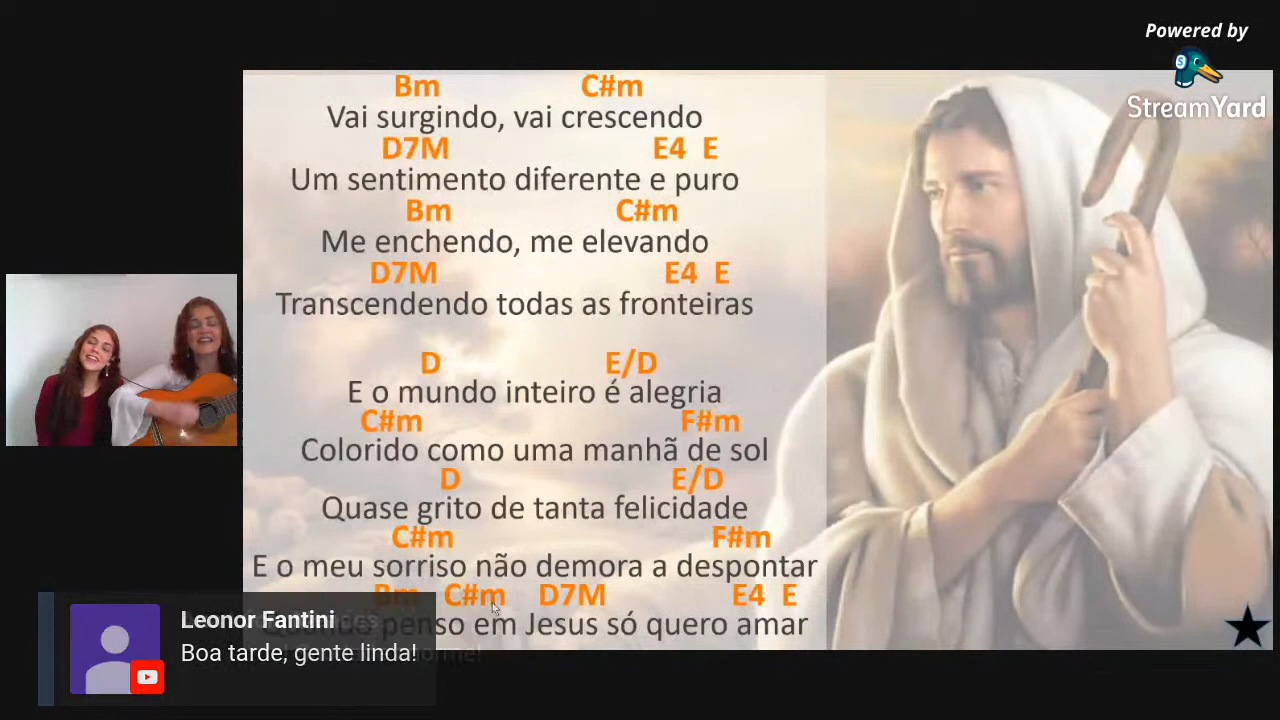 Powered by
StreamYard
Bm C#m
Vai surgindo, vai crescendo
D7M E4 E
Um sentimento diferente e puro
Bm C#m
Me enchendo, me elevando
D7M E4 E
Transcendendo todas as fronteiras
D E/D
E o mundo inteiro é alegria
C#m F#m
Colorido como uma manhã de sol
D E/D
Quase grito de tanta felicidade
C#m F#m
E o meu sorriso não demora a despontar
Bm C#m D7M E4 E
Quando penso em Jesus só quero amar
Leonor Fantini
Boa tarde, gente linda!